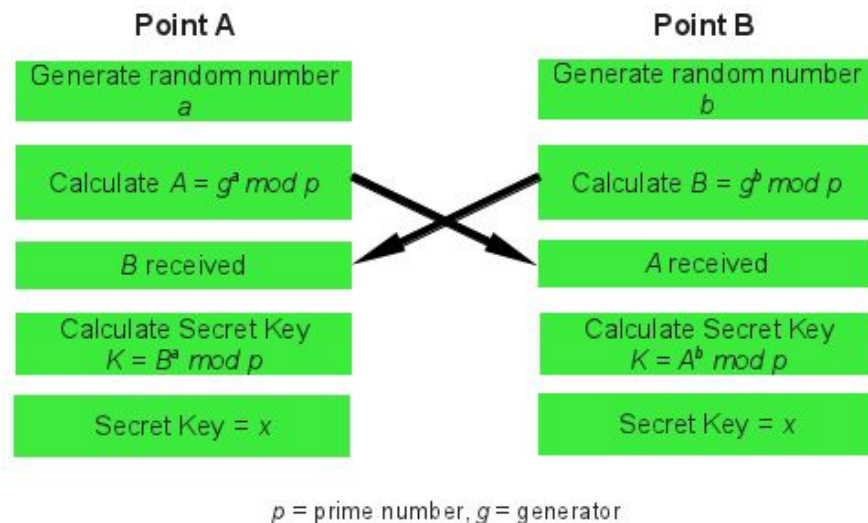 Point A
Generate random number
a
Calculate A = gᵃ mod p
B received
Calculate Secret Key
K = Bᵃ mod p
Secret Key = x
Point B
Generate random number
b
Calculate B = gᵇ mod p
A received
Calculate Secret Key
K = Aᵇ mod p
Secret Key = x
p = prime number, g = generator